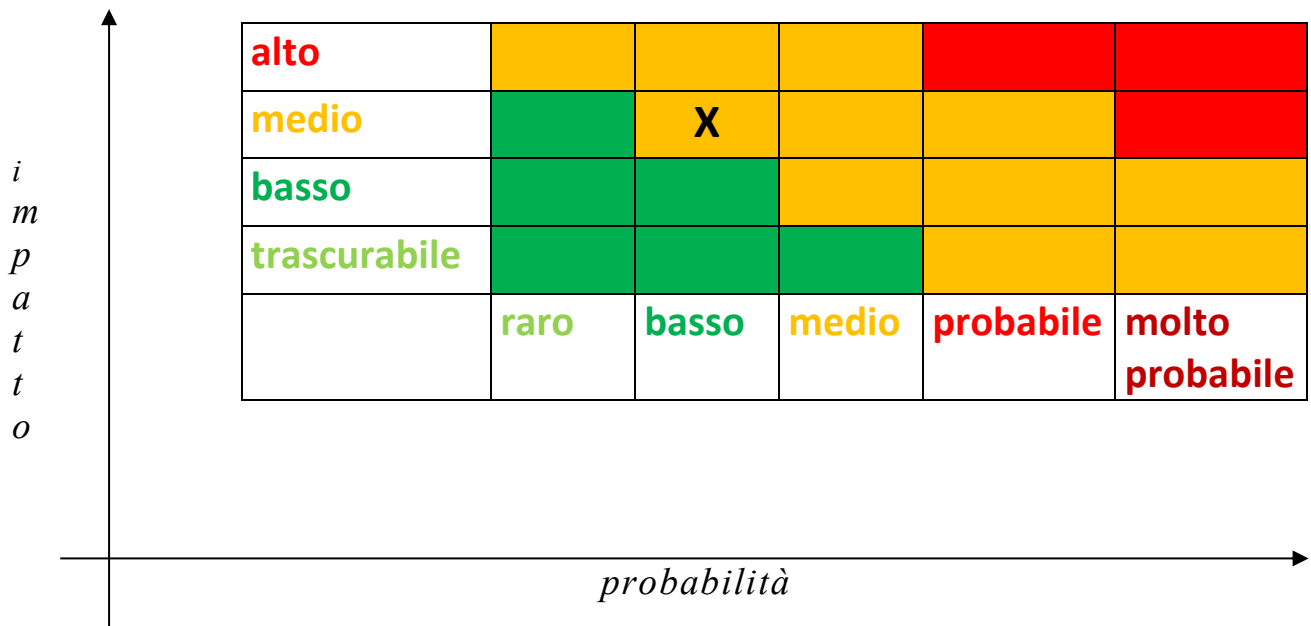 alto
medio X
basso
trascurabile
raro basso medio probabile molto
probabile
i
m
p
a
t
t
o
probabilità